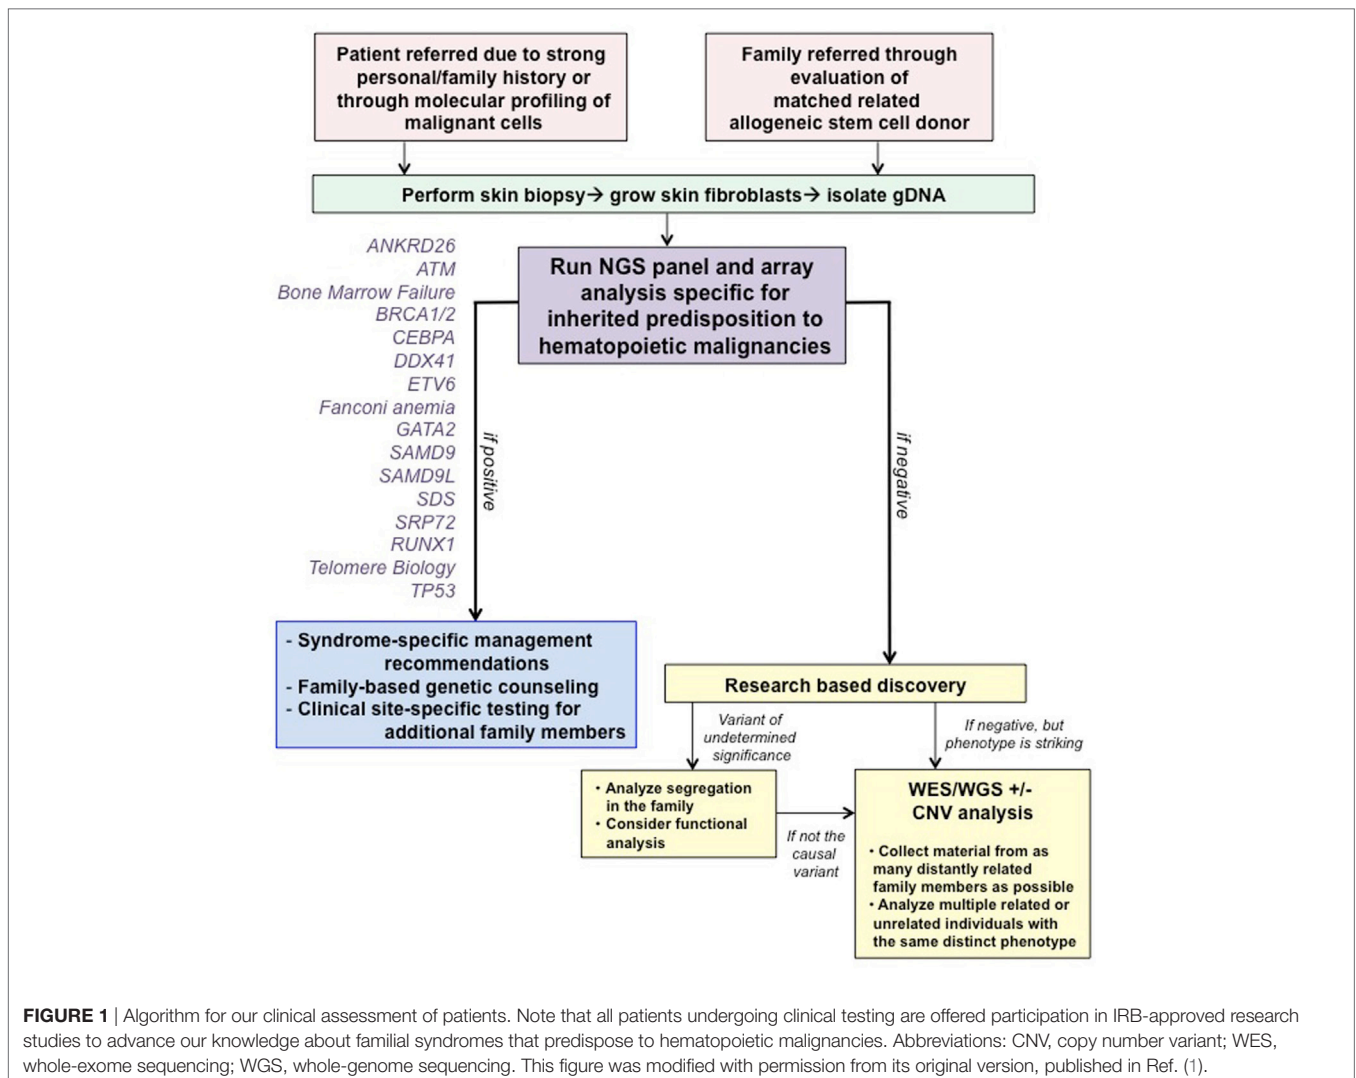 Patient referred due to strong
personal/family history or
through molecular profiling of
malignant cells
Family referred through
evaluation of
matched related
allogeneic stem cell donor
Perform skin biopsy→ grow skin fibroblasts→ isolate gDNA
Run NGS panel and array
analysis specific for
inherited predisposition to
hematopoietic malignancies
ANKRD26
ATM
Bone Marrow Failure
BRCA1/2
CEBPA
DDX41
ETV6
Fanconi anemia
GATA2
SAMD9
SAMD9L
SDS
SRP72
RUNX1
Telomere Biology
TP53
if positive
if negative
- Syndrome-specific management
recommendations
- Family-based genetic counseling
- Clinical site-specific testing for
additional family members
Research based discovery
Variant of
undetermined
significance
If negative, but
phenotype is striking
• Analyze segregation
in the family
• Consider functional
analysis
If not the
causal
variant
WES/WGS +/-
CNV analysis
• Collect material from as
many distantly related
family members as possible
• Analyze multiple related or
unrelated individuals with
the same distinct phenotype
FIGURE 1 | Algorithm for our clinical assessment of patients. Note that all patients undergoing clinical testing are offered participation in IRB-approved research
studies to advance our knowledge about familial syndromes that predispose to hematopoietic malignancies. Abbreviations: CNV, copy number variant; WES,
whole-exome sequencing; WGS, whole-genome sequencing. This figure was modified with permission from its original version, published in Ref. (1).